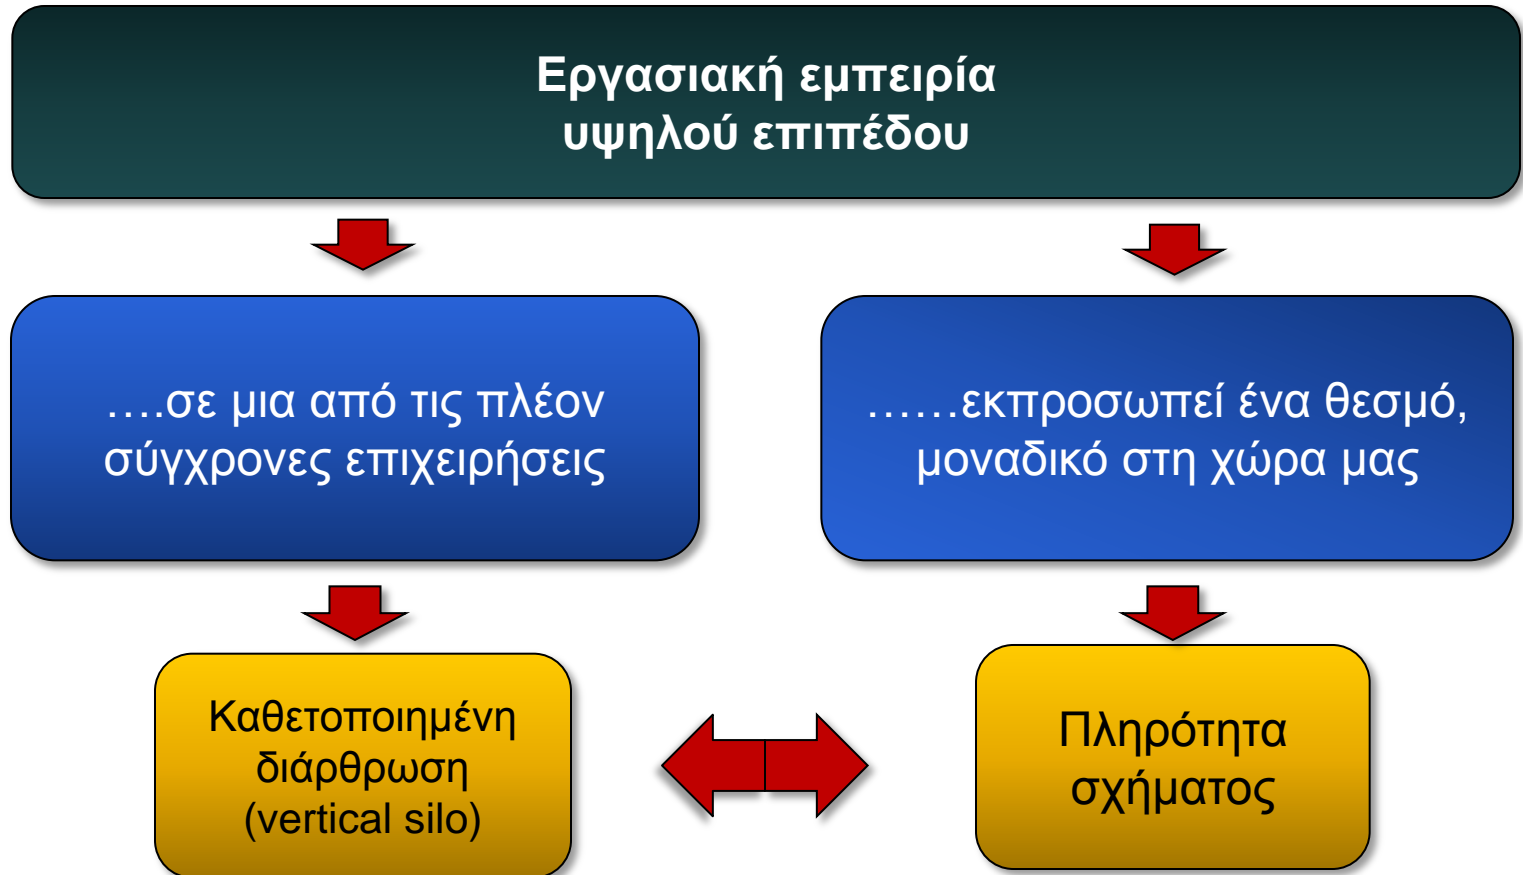 Εργασιακή εμπειρία
υψηλού επιπέδου
….σε μια από τις πλέον
σύγχρονες επιχειρήσεις
……εκπροσωπεί ένα θεσμό,
μοναδικό στη χώρα μας
Καθετοποιημένη
διάρθρωση
(vertical silo)
Πληρότητα
σχήματος